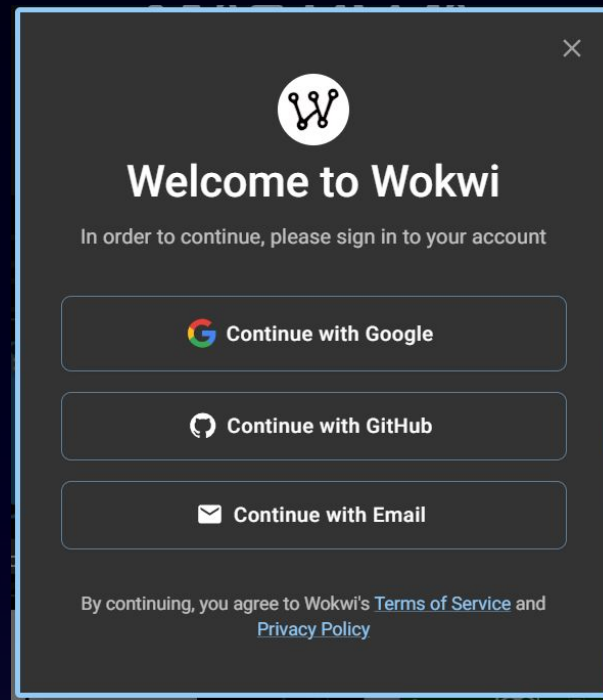 Welcome to Wokwi
In order to continue, please sign in to your account
Continue with Google
Continue with GitHub
Continue with Email
By continuing, you agree to Wokwi's Terms of Service and
Privacy Policy